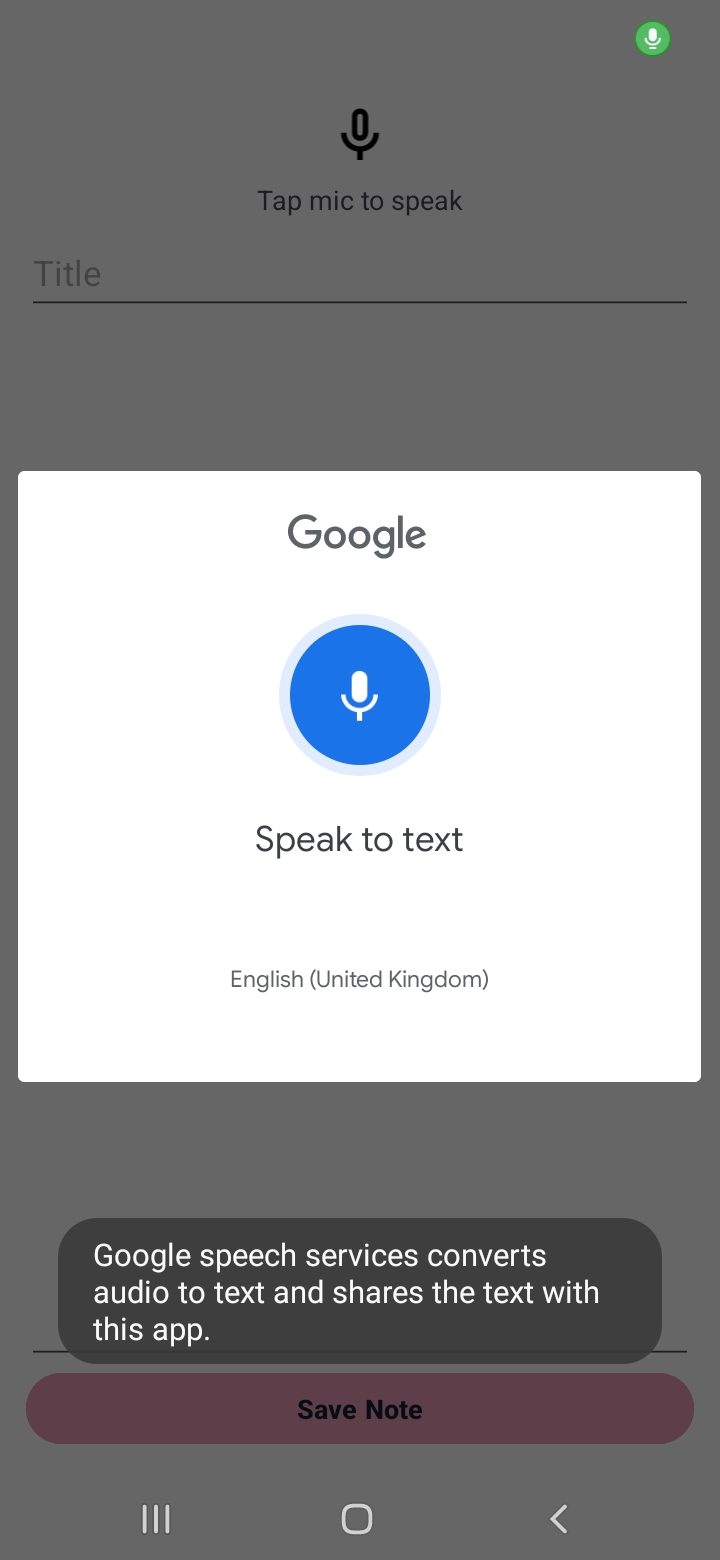 Tap mic to speak
Title
Google
Speak to text
English (United Kingdom)
Google speech services converts
audio to text and shares the text with
this app.
Save Note